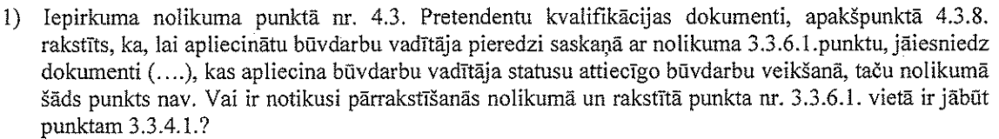 1) Iepirkuma nolikuma punktā nr. 4.3. Pretendentu kvalifikācijas dokumenti, apakšpunktā 4.3.8.
rakstīts, ka, lai apliecinātu būvdarbu vadītāja pieredzi saskaņā ar nolikuma 3.3.6.1.punktu, jāiesniedz
dokumenti (….), kas apliecina būvdarbu vadītāja statusu attiecīgo būvdarbu veikšanā, taču nolikumā
šāds punkts nav. Vai ir notikusi pārrakstīšanās nolikumā un rakstītā punkta nr. 3.3.6.1. vietā ir jābūt
punktam 3.3.4.1.?